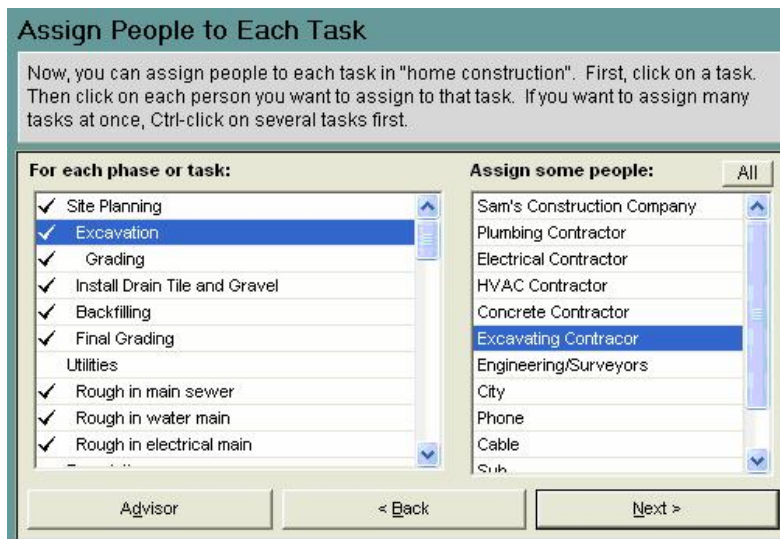 Assign People to Each Task
Now, you can assign people to each task in "home construction". First, click on a task.
Then click on each person you want to assign to that task. If you want to assign many
tasks at once, Ctrl-click on several tasks first.
For each phase or task:
Assign some people:
All
Site Planning
Excavation
Grading
Install Drain Tile and Gravel
Backfilling
Final Grading
Utilities
Rough in main sewer
Rough in water main
Rough in electrical main
Sam's Construction Company
Plumbing Contractor
Electrical Contractor
HVAC Contractor
Concrete Contractor
Excavating Contracor
Engineering/Surveyors
City
Phone
Cable
Sub
Advisor
< Back
Next >